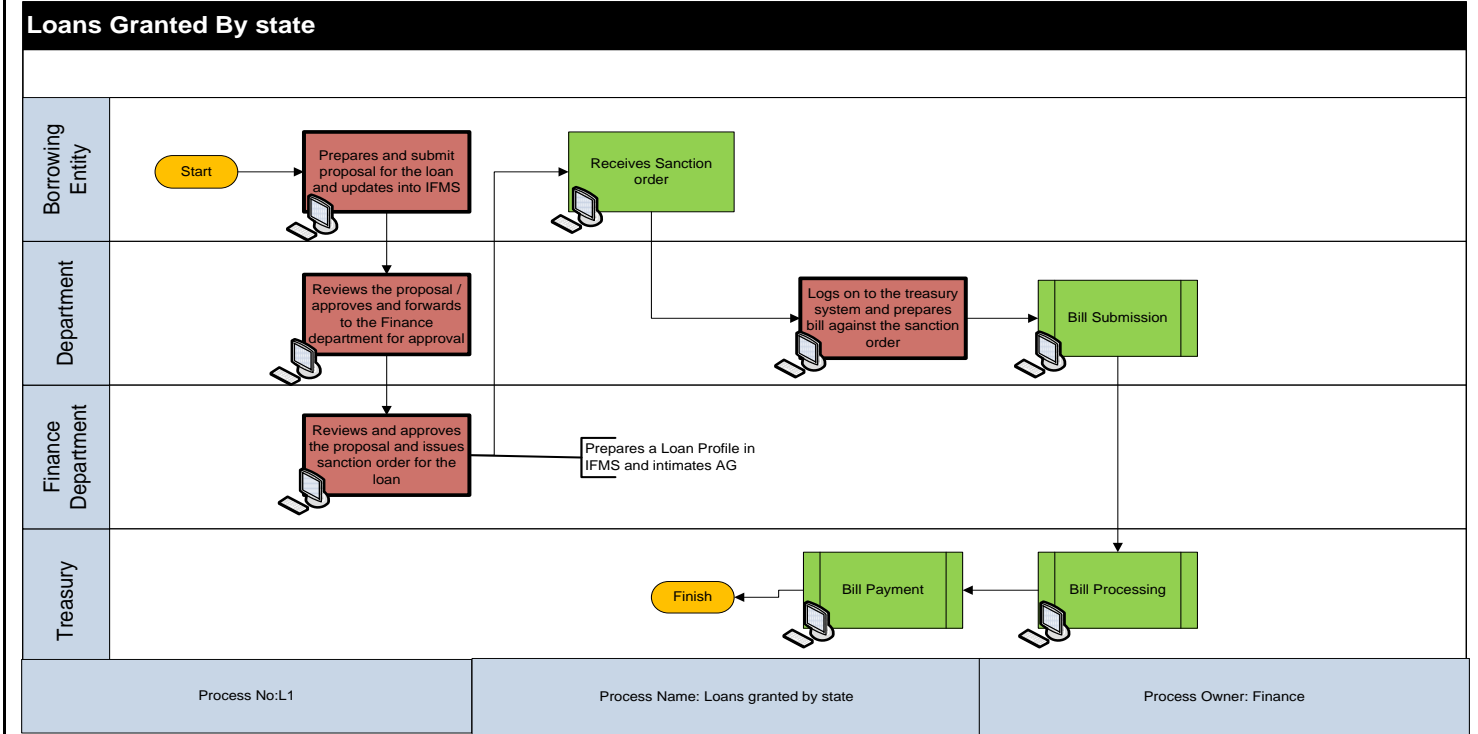 Loans Granted By state
Borrowing
Entity
Start
Prepares and submit
proposal for the loan
and updates into IFMS
Receives Sanction
order
Department
Reviews the proposal /
approves and forwards
to the Finance
department for approval
Logs on to the treasury
system and prepares
bill against the sanction
order
Bill Submission
Finance
Department
Reviews and approves
the proposal and issues
sanction order for the
loan
Prepares a Loan Profile in
IFMS and intimates AG
Treasury
Finish
Bill Payment
Bill Processing
Process No:L1
Process Name: Loans granted by state
Process Owner: Finance